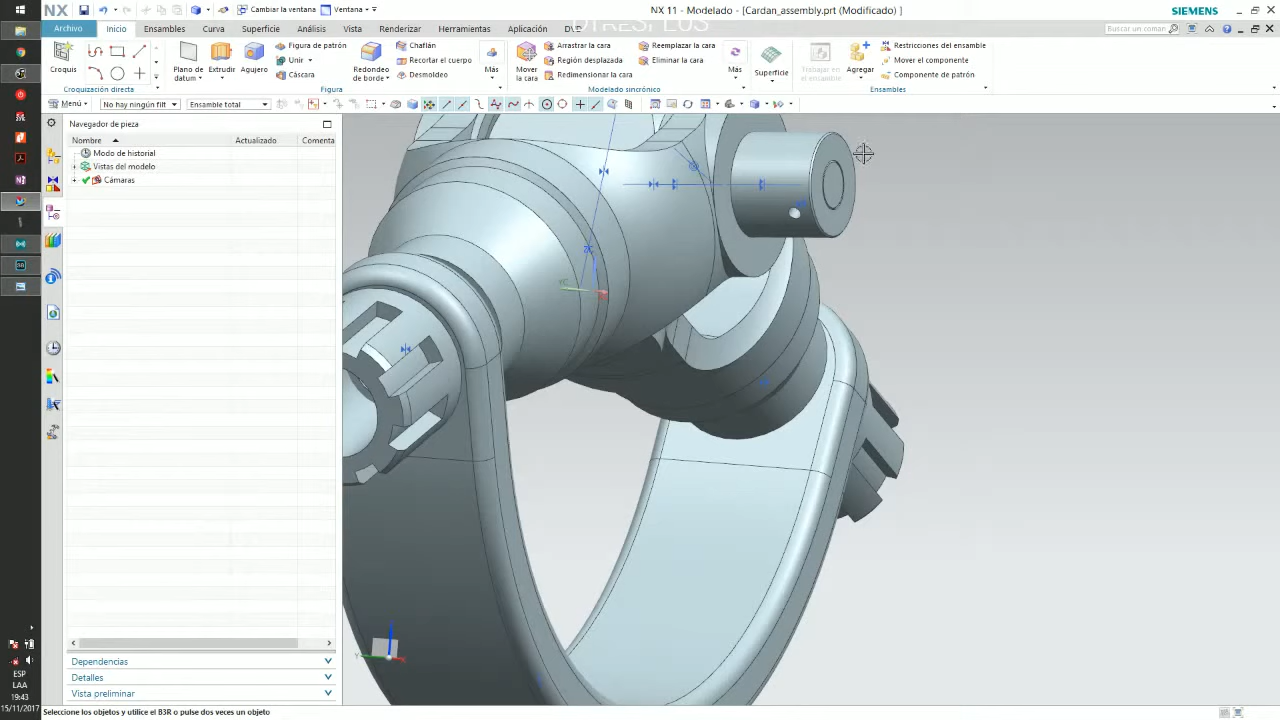 NX
Cambiar la ventana
Ventana
NX 11 - Modelado - [Cardan_assembly.prt (Modificado) ]
SIEMENS
Archivo
Inicio
Ensambles
Curva
Superficie
Análisis
Vista
Renderizar
Herramientas
Aplicación
Buscar un coman
Croquis
Plano de datum
Extrudir
Agujero
Figura de patrón
Unir
Cáscara
Redondeo de borde
Chaflán
Recortar el cuerpo
Desmoldeo
Más
Mover la cara
Arrastrar la cara
Región desplazada
Redimensionar la cara
Reemplazar la cara
Eliminar la cara
Más
Superficie
Trabajar en el ensamble
Agregar
Restricciones del ensamble
Mover el componente
Componente de patrón
Croquización directa
Figura
Modelado sincrónico
Ensambles
Menú
No hay ningún filt
Ensamble total
Navegador de pieza
Nombre
Actualizado
Comenta
Modo de historial
Vistas del modelo
Cámaras
Dependencias
Detalles
Vista preliminar
ESP
LAA
19:43
15/11/2017
Seleccione los objetos y utilice el B3R o pulse dos veces un objeto